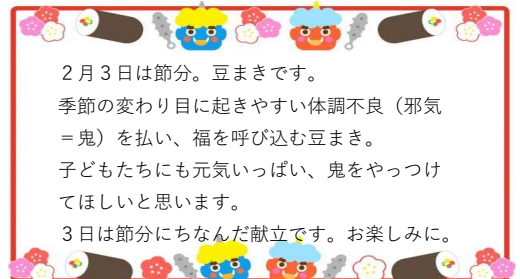 ２月３日は節分。豆まきです。
季節の変わり目に起きやすい体調不良（邪気
＝鬼）を払い、福を呼び込む豆まき。
子どもたちにも元気いっぱい、鬼をやっつけ
てほしいと思います。
３日は節分にちなんだ献立です。お楽しみに。